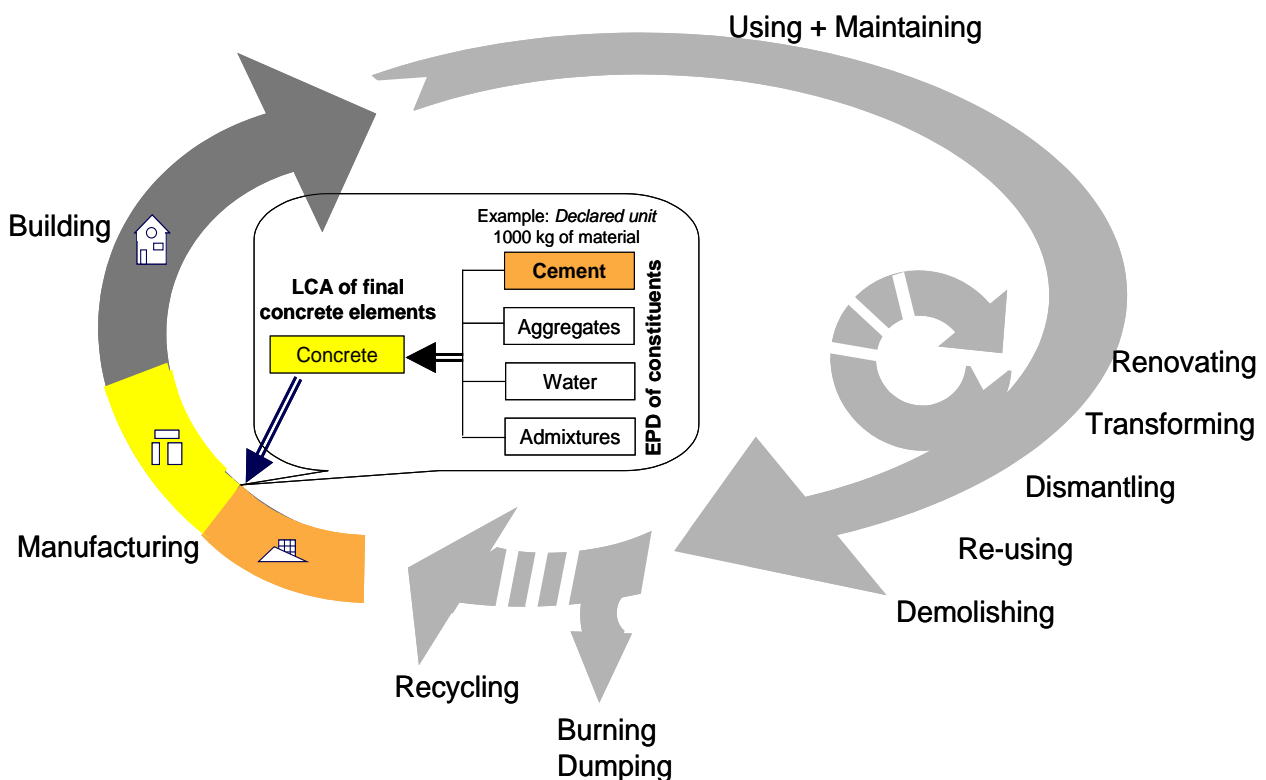 Using + Maintaining
Building
Example: Declared unit
1000 kg of material
Cement
LCA of final
concrete elements
Aggregates
Concrete
Water
Admixtures
EPD of constituents
Renovating
Transforming
Dismantling
Manufacturing
Re-using
Demolishing
Recycling
Burning
Dumping